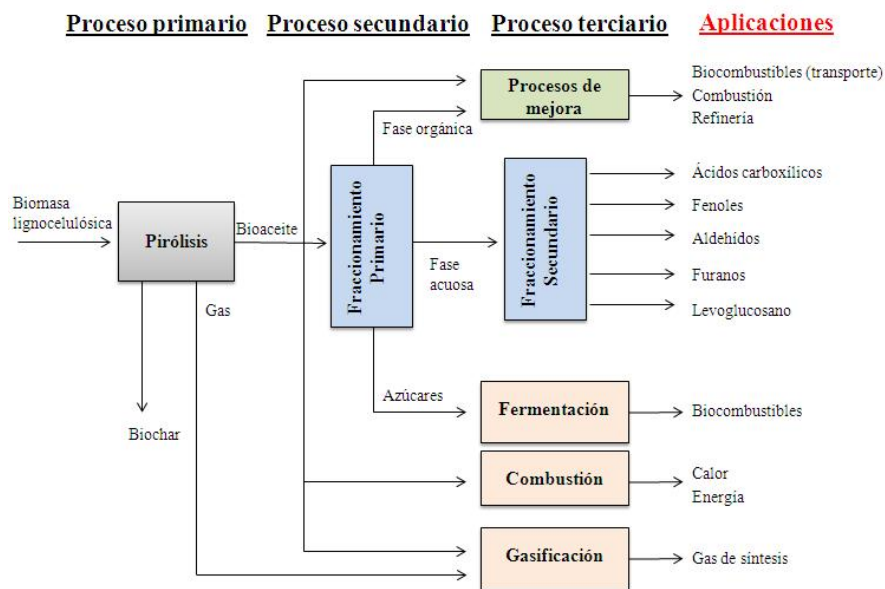 Proceso primario
Proceso secundario
Proceso terciario
Aplicaciones
Procesos de
mejora
Biocombustibles (transporte)
Combustión
Refinería
Fase orgánica
Biomasa
lignocelulósica
Pirólisis
Bioaceite
Fraccionamiento
Primario
Fase
acuosa
Fraccionamiento
Secundario
Ácidos carboxílicos
Fenoles
Aldehídos
Furanos
Levoglucosano
Gas
Biochar
Azúcares
Fermentación
Biocombustibles
Combustión
Calor
Energía
Gasificación
Gas de síntesis